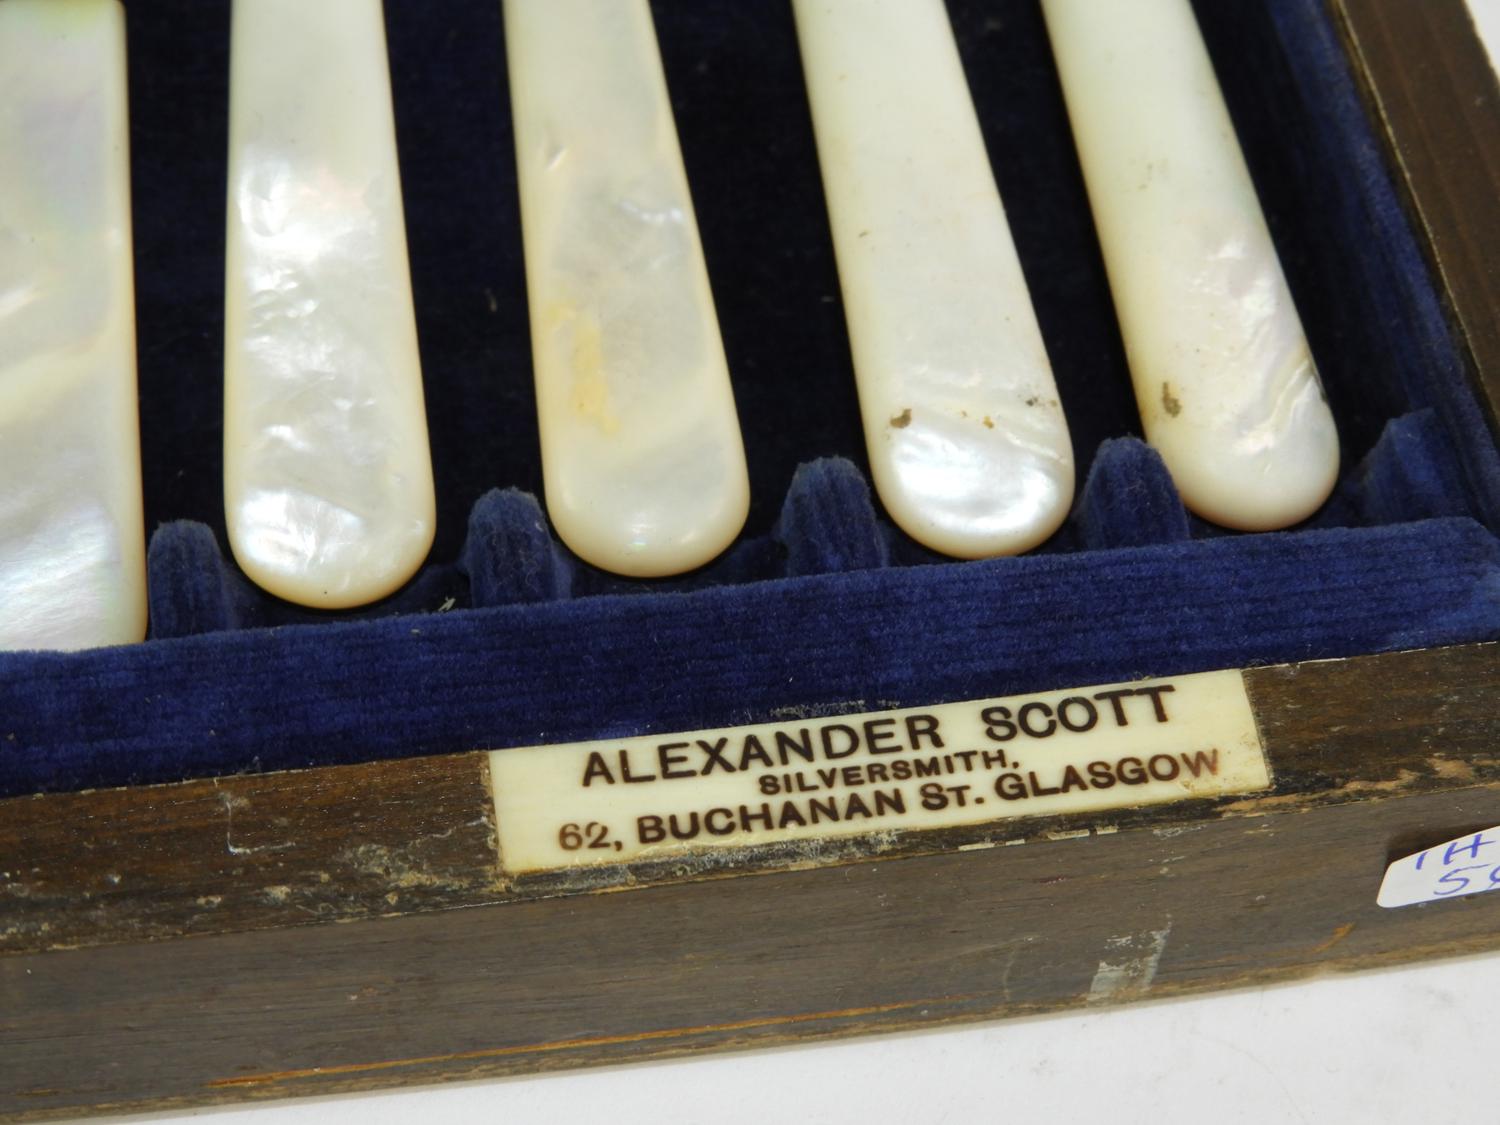 ALEXANDER SCOTT
SILVERSMITH,
62, BUCHANAN ST. GLASGOW